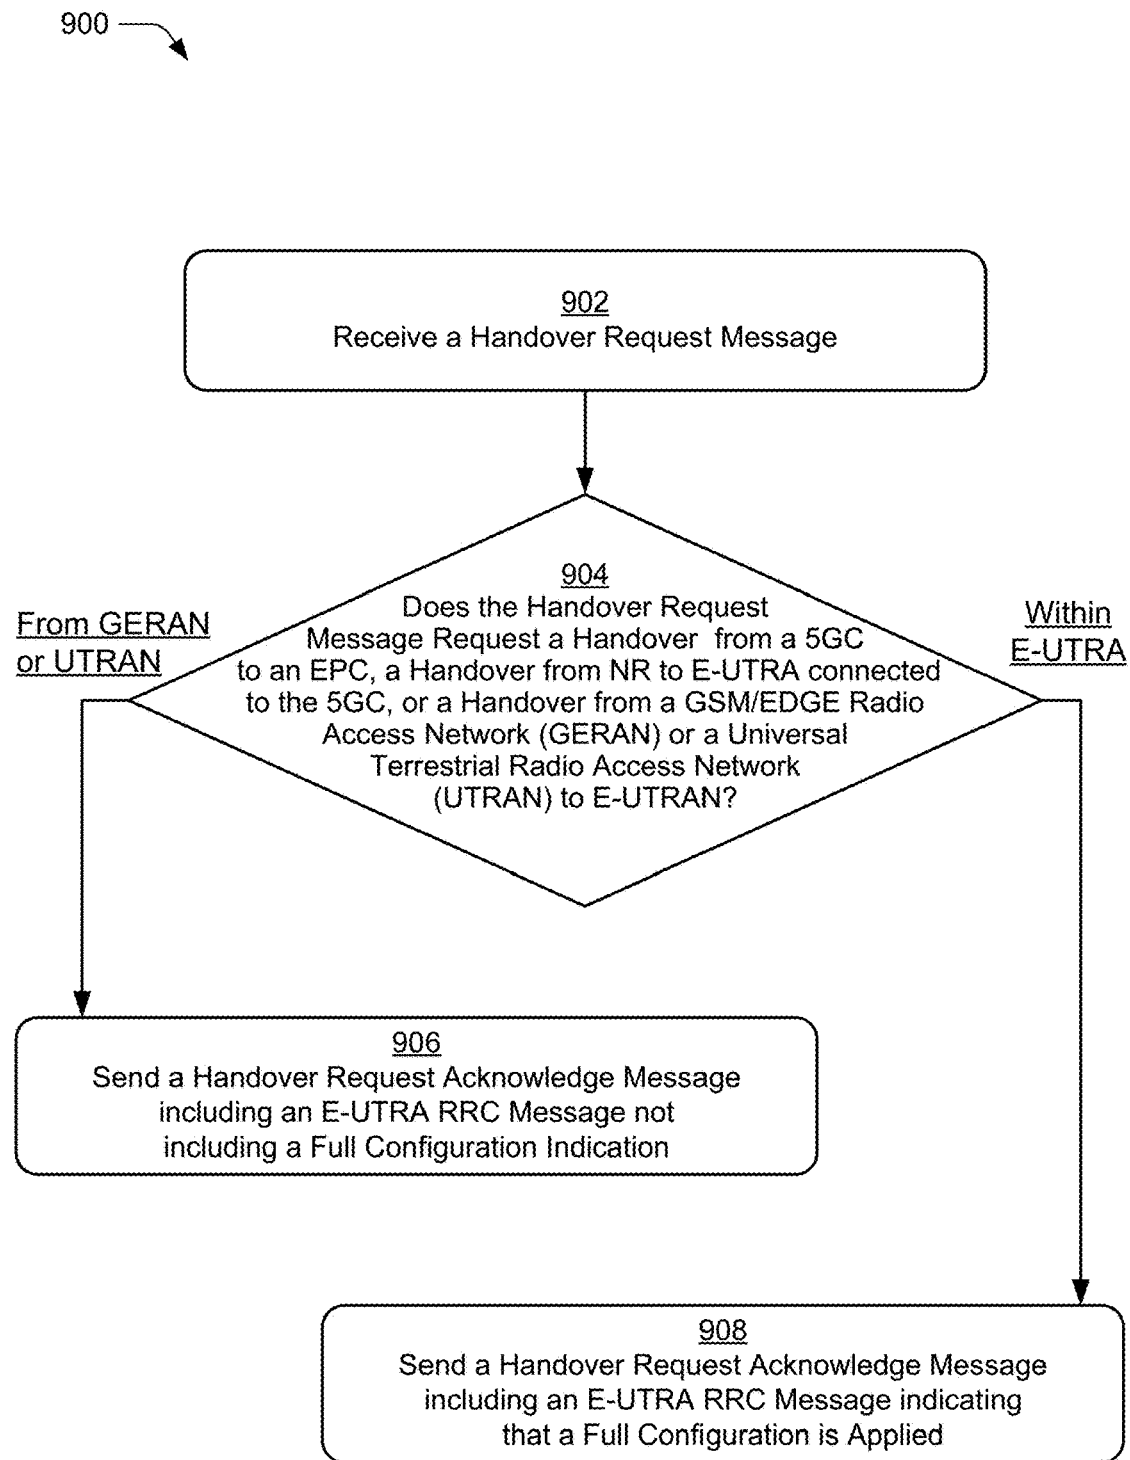 900
902
Receive a Handover Request Message
904
Does the Handover Request
Message Request a Handover from a 5GC
to an EPC, a Handover from NR to E-UTRA connected
to the 5GC, or a Handover from a GSM/EDGE Radio
Access Network (GERAN) or a Universal
Terrestrial Radio Access Network
(UTRAN) to E-UTRAN?
From GERAN
or UTRAN
Within
E-UTRA
906
Send a Handover Request Acknowledge Message
including an E-UTRA RRC Message not
including a Full Configuration Indication
908
Send a Handover Request Acknowledge Message
including an E-UTRA RRC Message indicating
that a Full Configuration is Applied